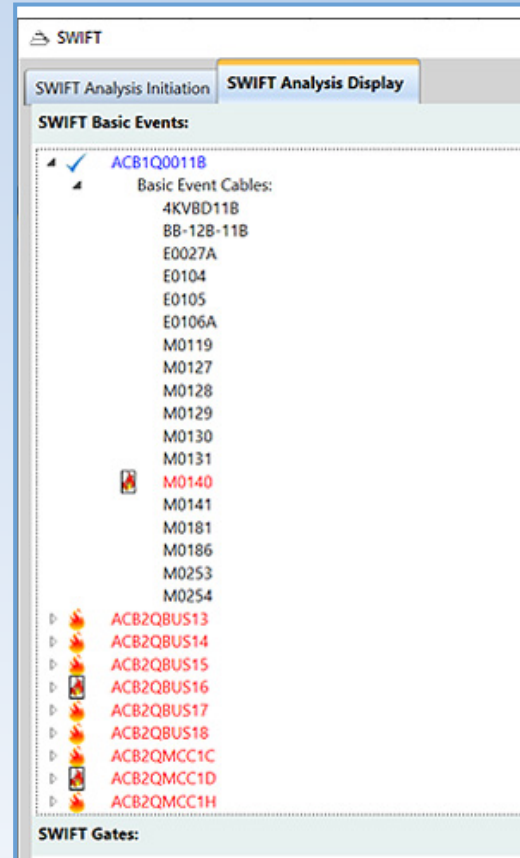 SWIFT
SWIFT Analysis Initiation SWIFT Analysis Display
SWIFT Basic Events:
ACB1Q0011B
Basic Event Cables:
4KVBD11B
BB-12B-11B
E0027A
E0104
E0105
E0106A
M0119
M0127
M0128
M0129
M0130
M0131
M0140
M0141
M0181
M0186
M0253
M0254
ACB2QBUS13
ACB2QBUS14
ACB2QBUS15
ACB2QBUS16
ACB2QBUS17
ACB2QBUS18
ACB2QMCC1C
ACB2QMCC1D
ACB2QMCC1H
SWIFT Gates: